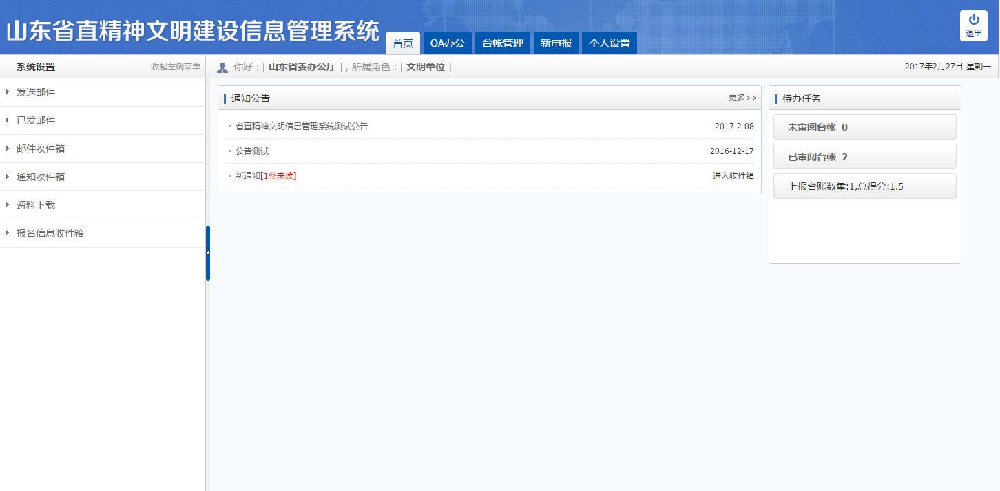 山东省直精神文明建设信息管理系统
首页 OA办公 台帐管理 新申报 个人设置
退出
系统设置 收起左侧菜单
你好：[ 山东省委办公厅 ] , 所属角色：[ 文明单位 ]
2017年2月27日 星期一
发送邮件
已发邮件
邮件收件箱
通知收件箱
资料下载
报名信息收件箱
通知公告 更多>>
省直精神文明信息管理系统测试公告 2017-2-08
公告测试 2016-12-17
新通知[1条未读] 进入收件箱
待办任务
未审阅台帐 0
已审阅台帐 2
上报台账数量:1,总得分:1.5